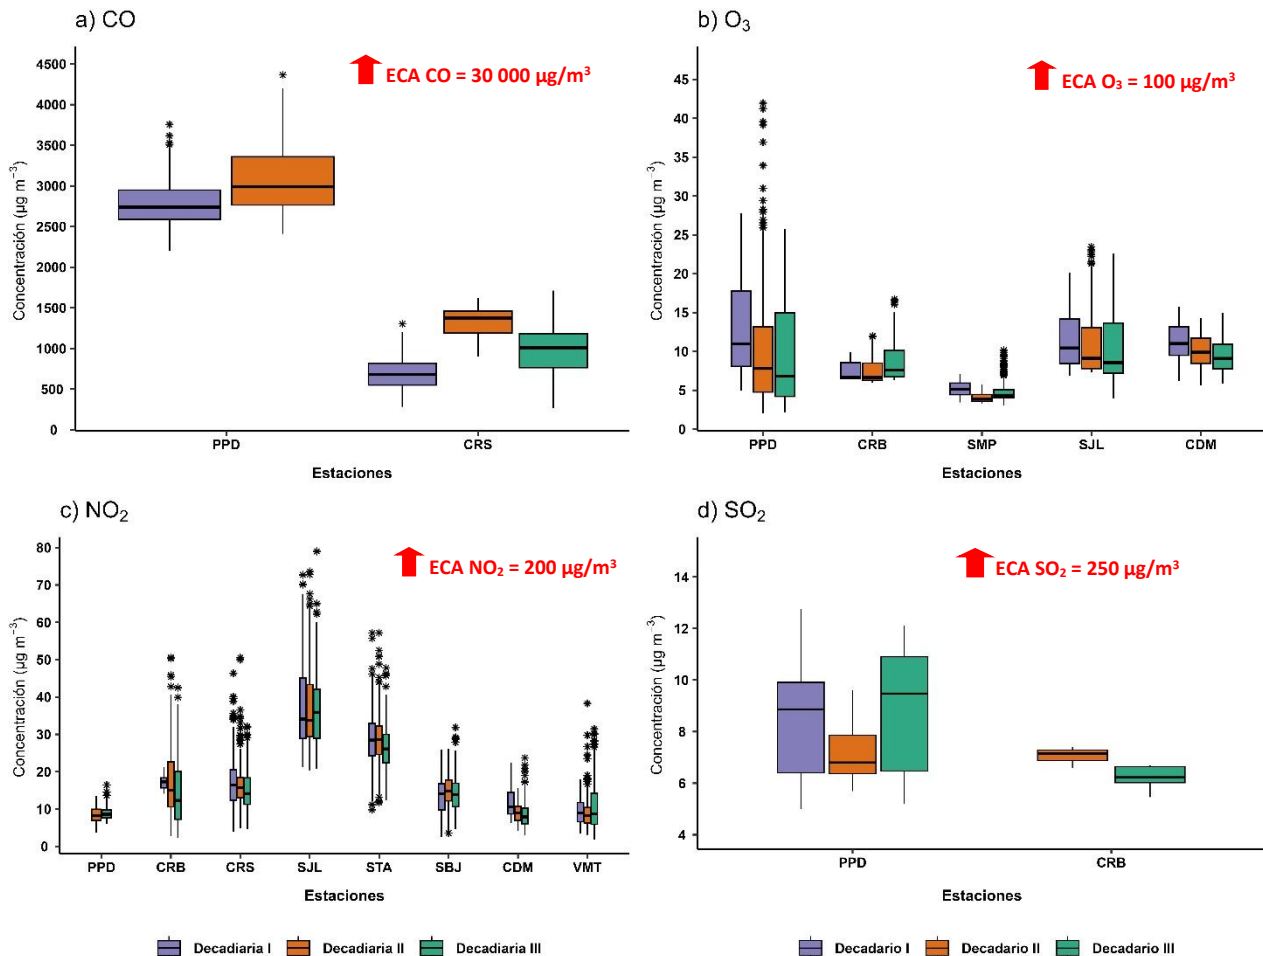 a) CO
ECA CO = 30 000 µg/m³
Concentración (µg m⁻³)
4500
4000
3500
3000
2500
2000
1500
1000
500
0
PPD CRS
Estaciones
b) O₃
ECA O₃ = 100 µg/m³
Concentración (µg m⁻³)
45
40
35
30
25
20
15
10
5
0
PPD CRB SMP SJL CDM
Estaciones
c) NO₂
ECA NO₂ = 200 µg/m³
Concentración (µg m⁻³)
80
70
60
50
40
30
20
10
0
PPD CRB CRS SJL STA SBJ CDM VMT
Estaciones
Decadiaria I Decadiaria II Decadiaria III
d) SO₂
ECA SO₂ = 250 µg/m³
Concentración (µg m⁻³)
14
12
10
8
6
4
PPD CRB
Estaciones
Decadario I Decadario II Decadario III